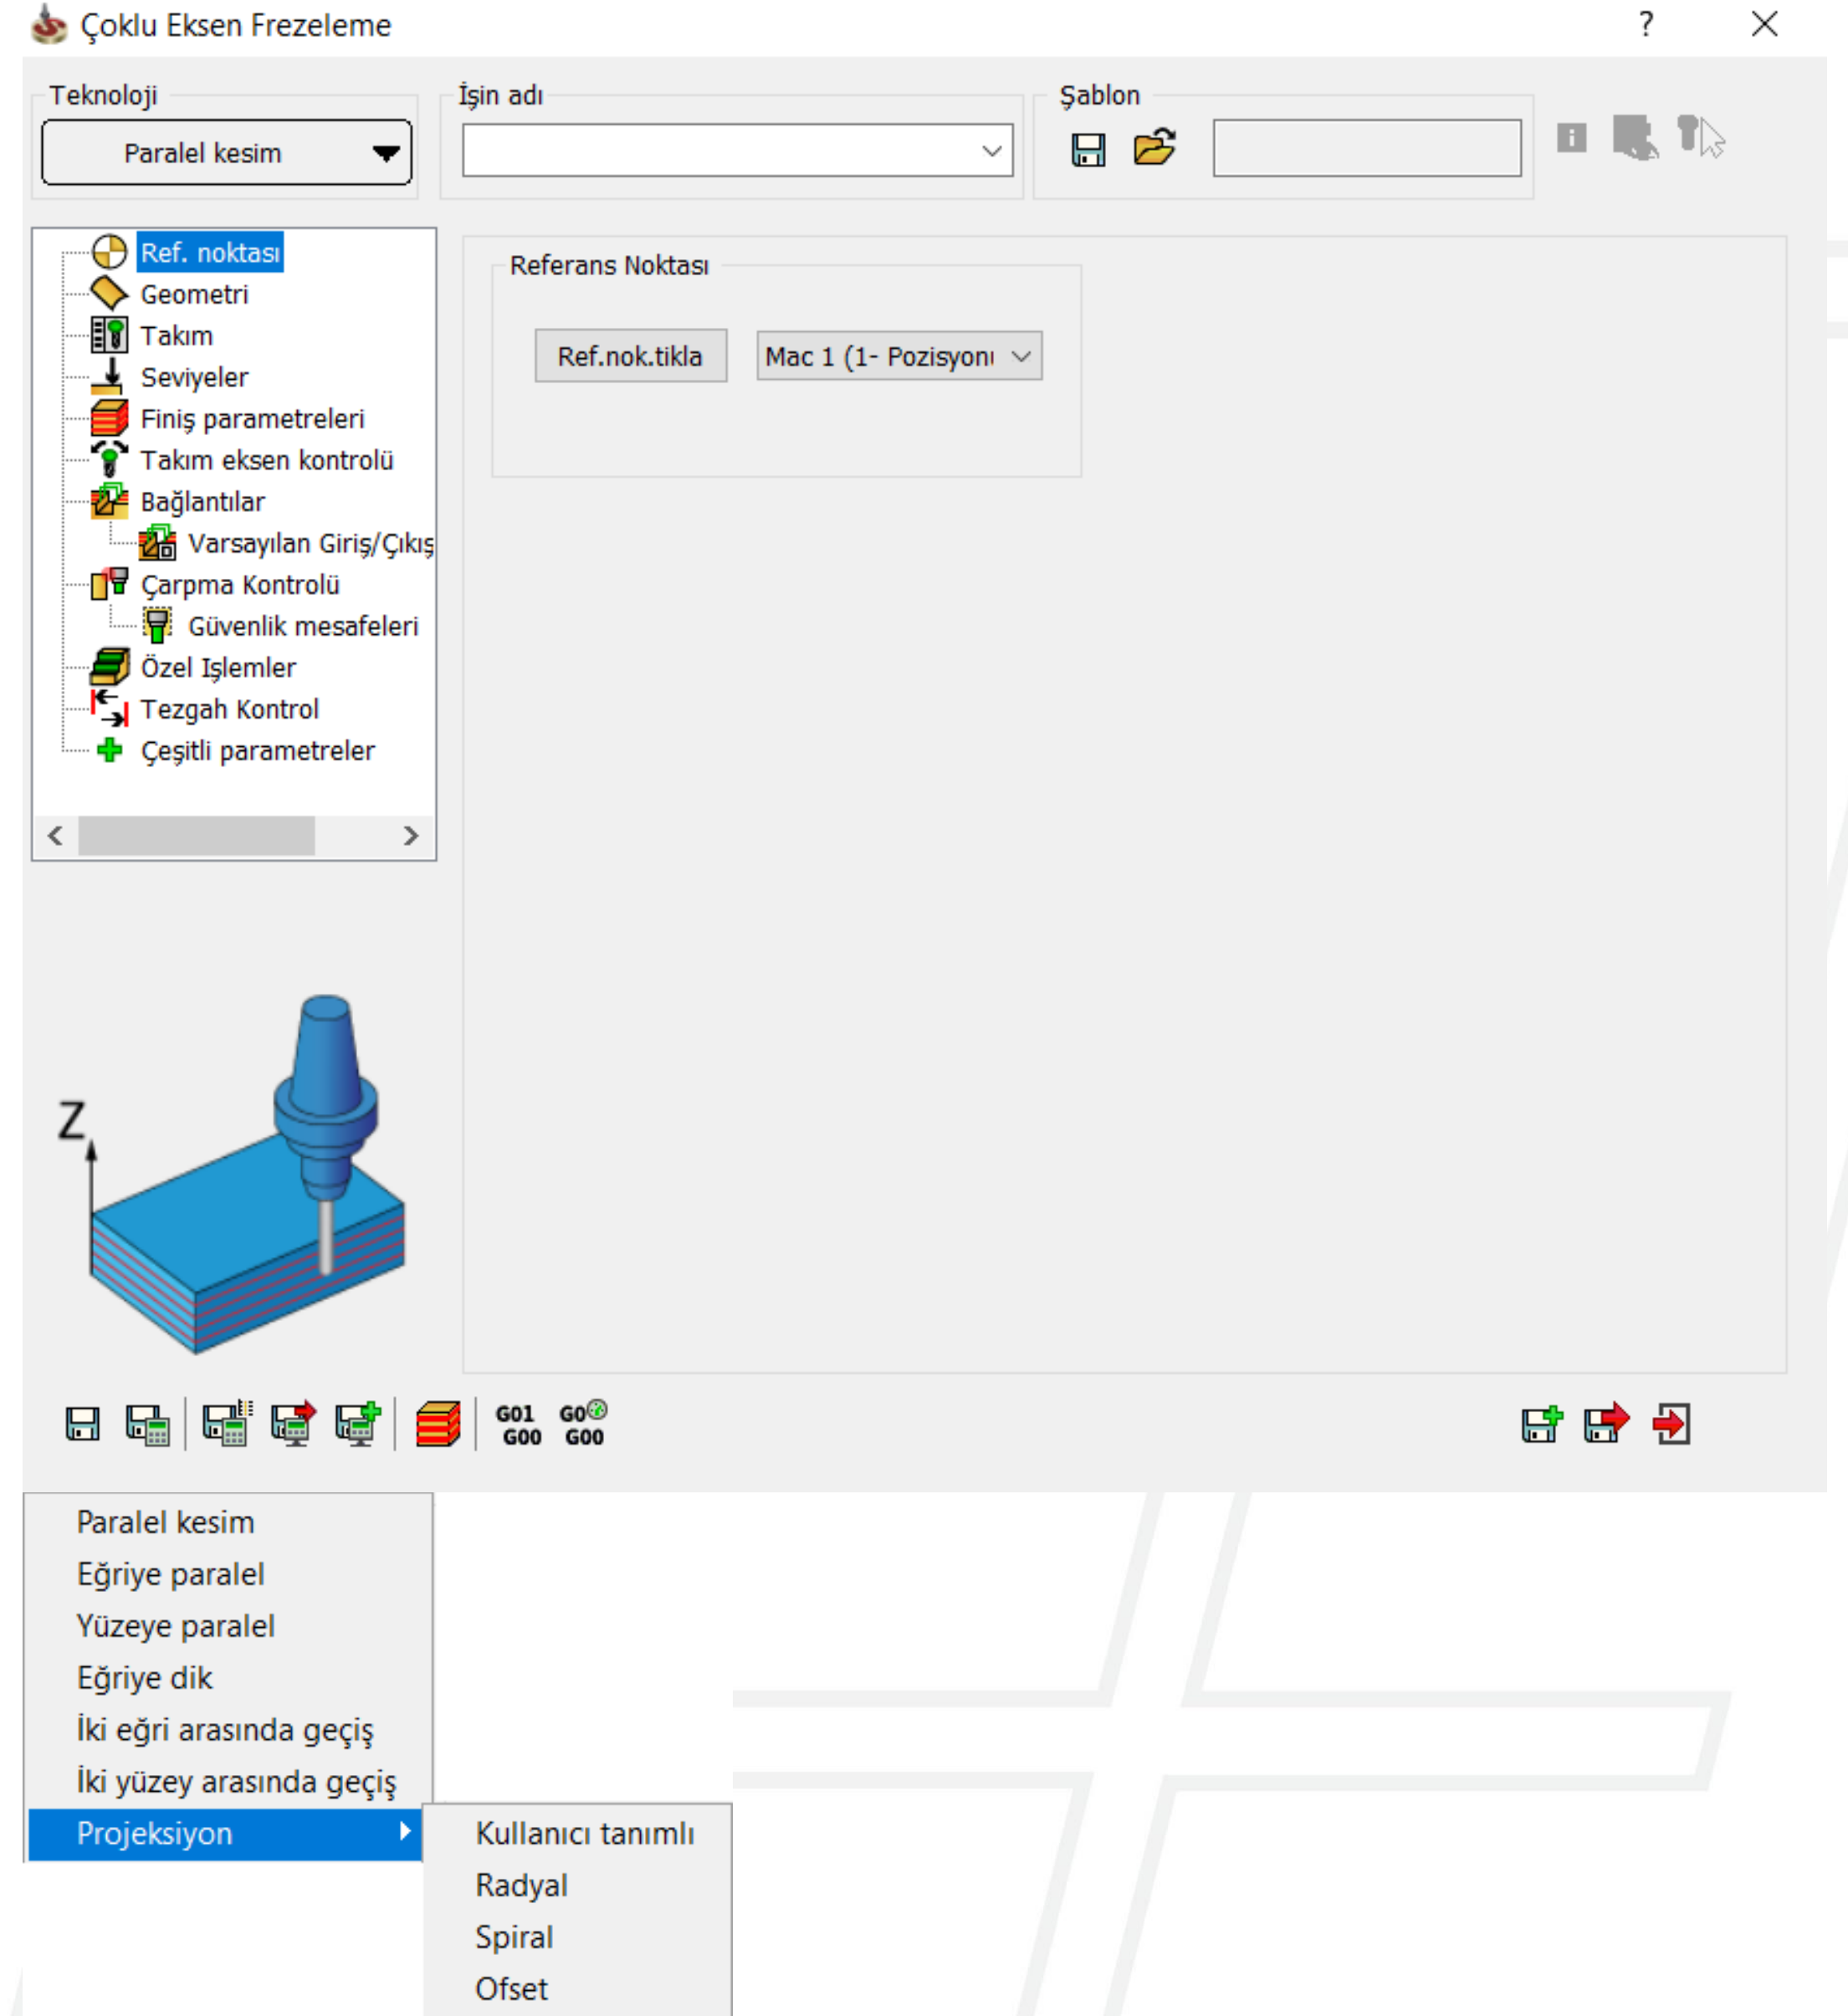 Çoklu Eksen Frezeleme
?
Teknoloji
İşin adı
Şablon
Paralel kesim
Ref. noktası
Geometri
Takım
Seviyeler
Finiş parametreleri
Takım eksen kontrolü
Bağlantılar
Varsayılan Giriş/Çıkış
Çarpma Kontrolü
Güvenlik mesafeleri
Özel Işlemler
Tezgah Kontrol
Çeşitli parametreler
Referans Noktası
Ref.nok.tikla
Mac 1 (1- Pozisyonu
Z
G01
G00
G0
G00
Paralel kesim
Eğriye paralel
Yüzeye paralel
Eğriye dik
İki eğri arasında geçiş
İki yüzey arasında geçiş
Projeksiyon
Kullanıcı tanımlı
Radyal
Spiral
Ofset